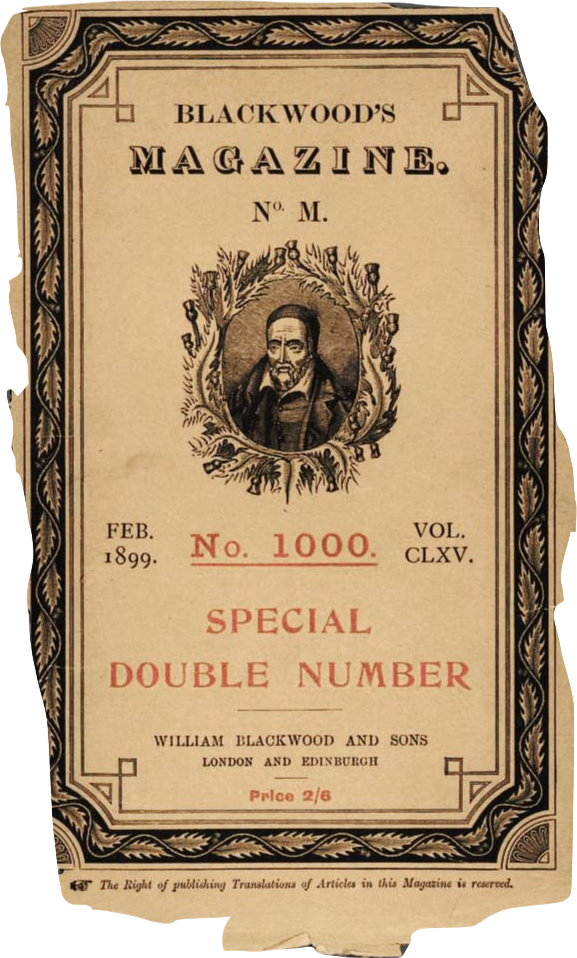 BLACKWOOD'S
MAGAZINE.
Nº. M.
FEB.
1899.
No. 1000.
VOL.
CLXV.
SPECIAL
DOUBLE NUMBER
WILLIAM BLACKWOOD AND SONS
LONDON AND EDINBURGH
Price 2/6
☞ The Right of publishing Translations of Articles in this Magazine is reserved.